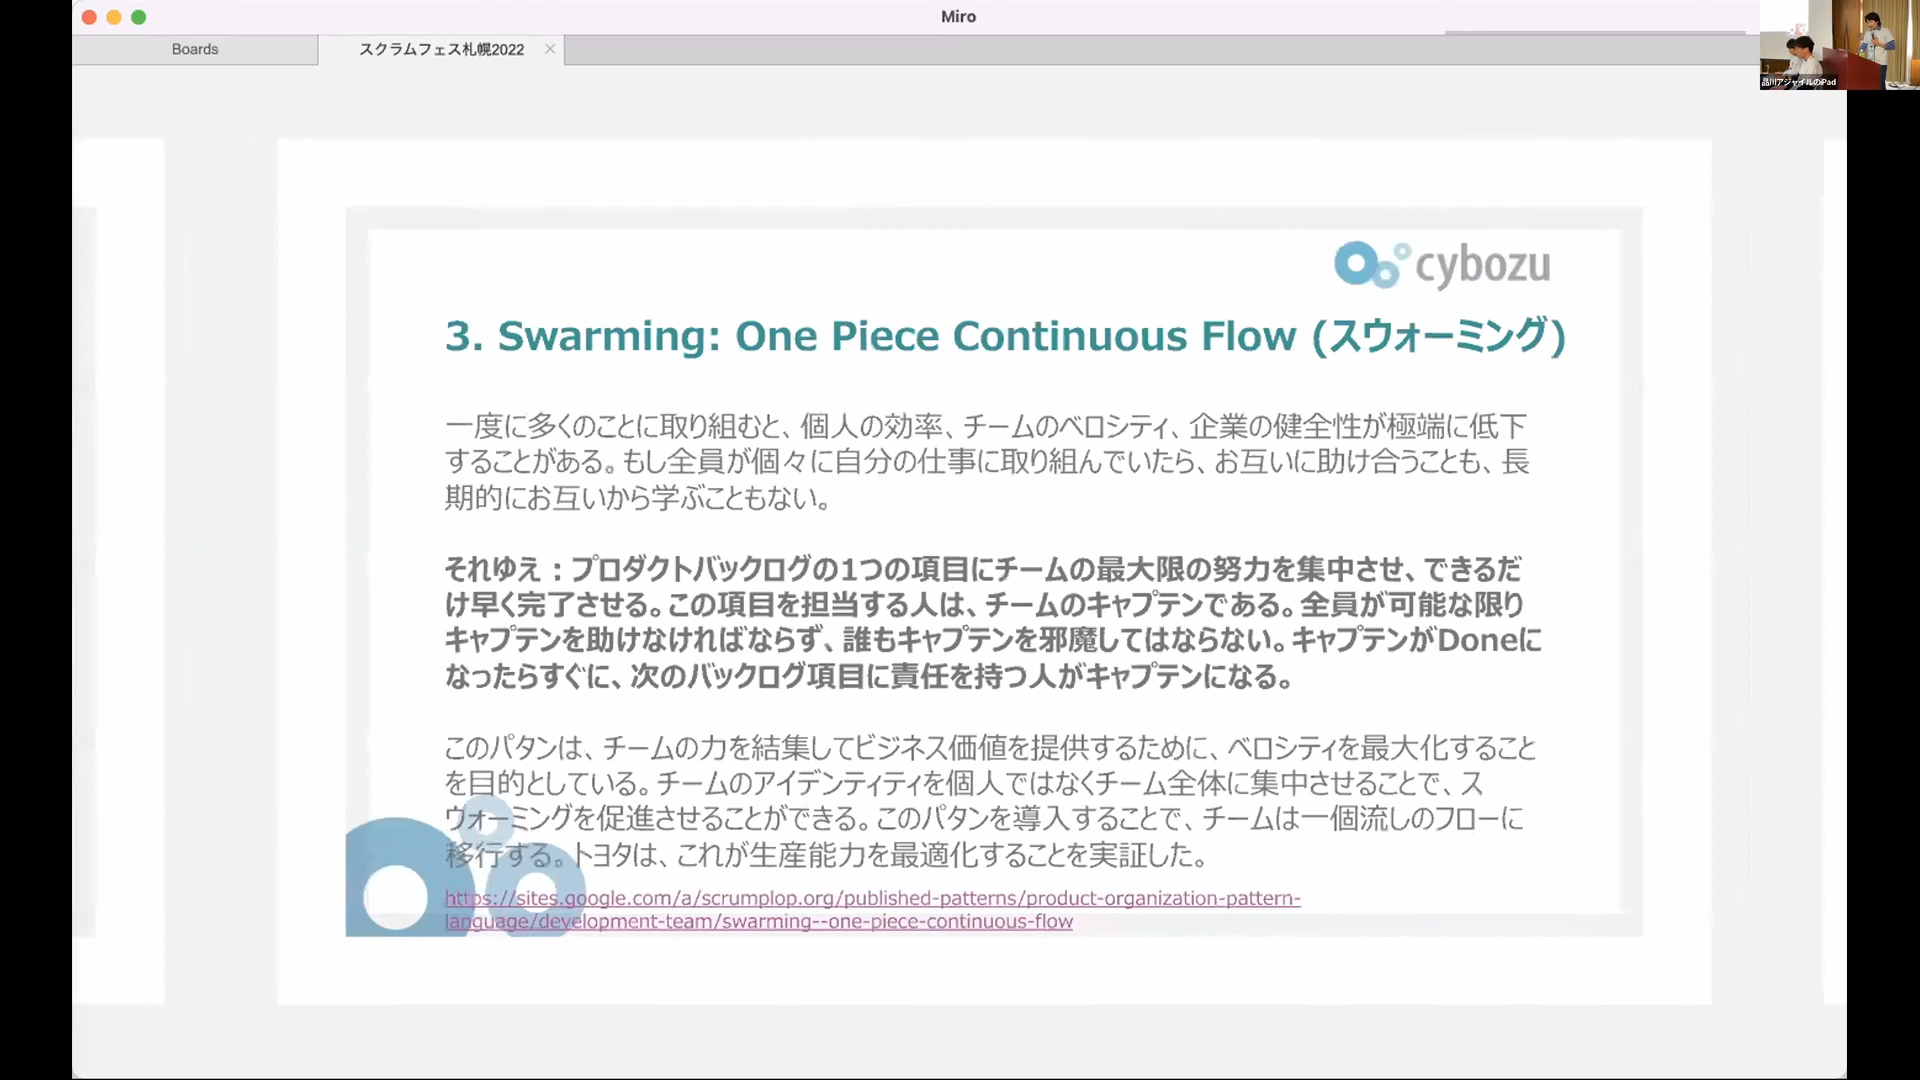 Miro
Boards
スクラムフェス札幌2022
品川アジャイルのiPad
cybozu
3. Swarming: One Piece Continuous Flow (スウォーミング)
一度に多くのことに取り組むと、個人の効率、チームのベロシティ、企業の健全性が極端に低下
することがある。もし全員が個々に自分の仕事に取り組んでいたら、お互いに助け合うことも、長
期的にお互いから学ぶこともない。
それゆえ：プロダクトバックログの1つの項目にチームの最大限の努力を集中させ、できるだ
け早く完了させる。この項目を担当する人は、チームのキャプテンである。全員が可能な限り
キャプテンを助けなければならず、誰もキャプテンを邪魔してはならない。キャプテンがDoneに
なったらすぐに、次のバックログ項目に責任を持つ人がキャプテンになる。
このパタンは、チームの力を結集してビジネス価値を提供するために、ベロシティを最大化すること
を目的としている。チームのアイデンティティを個人ではなくチーム全体に集中させることで、ス
ウォーミングを促進させることができる。このパタンを導入することで、チームは一個流しのフローに
移行する。トヨタは、これが生産能力を最適化することを実証した。
https://sites.google.com/a/scrumplop.org/published-patterns/product-organization-pattern-
language/development-team/swarming--one-piece-continuous-flow